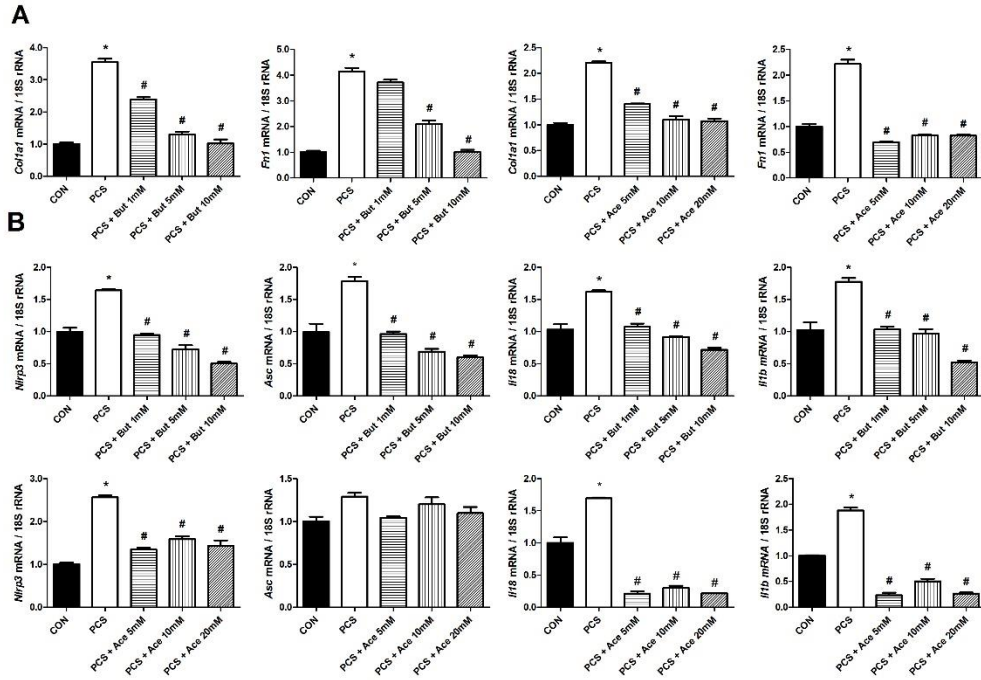 A
Col1a1 mRNA / 18S rRNA
4.0
3.0
2.0
1.0
0.0
*
#
#
#
CON
PCS
PCS + But 1mM
PCS + But 5mM
PCS + But 10mM
Fn1 mRNA / 18S rRNA
5.0
4.0
3.0
2.0
1.0
0.0
*
#
#
CON
PCS
PCS + But 1mM
PCS + But 5mM
PCS + But 10mM
Col1a1 mRNA / 18S rRNA
2.5
2.0
1.5
1.0
0.5
0.0
*
#
#
#
CON
PCS
PCS + Ace 5mM
PCS + Ace 10mM
PCS + Ace 20mM
Fn1 mRNA / 18S rRNA
2.5
2.0
1.5
1.0
0.5
0.0
*
#
#
#
CON
PCS
PCS + Ace 5mM
PCS + Ace 10mM
PCS + Ace 20mM
B
Nlrp3 mRNA / 18S rRNA
2.0
1.5
1.0
0.5
0.0
*
#
#
#
CON
PCS
PCS + But 1mM
PCS + But 5mM
PCS + But 10mM
Asc mRNA / 18S rRNA
2.0
1.5
1.0
0.5
0.0
*
#
#
#
CON
PCS
PCS + But 1mM
PCS + But 5mM
PCS + But 10mM
Il18 mRNA / 18S rRNA
2.0
1.5
1.0
0.5
0.0
*
#
#
#
CON
PCS
PCS + But 1mM
PCS + But 5mM
PCS + But 10mM
Il1b mRNA / 18S rRNA
2.0
1.5
1.0
0.5
0.0
*
#
#
#
CON
PCS
PCS + But 1mM
PCS + But 5mM
PCS + But 10mM
Nlrp3 mRNA / 18S rRNA
3.0
2.0
1.0
0.0
*
#
#
#
CON
PCS
PCS + Ace 5mM
PCS + Ace 10mM
PCS + Ace 20mM
Asc mRNA / 18S rRNA
1.5
1.0
0.5
0.0
CON
PCS
PCS + Ace 5mM
PCS + Ace 10mM
PCS + Ace 20mM
Il18 mRNA / 18S rRNA
2.0
1.5
1.0
0.5
0.0
*
#
#
#
CON
PCS
PCS + Ace 5mM
PCS + Ace 10mM
PCS + Ace 20mM
Il1b mRNA / 18S rRNA
2.5
2.0
1.5
1.0
0.5
0.0
*
#
#
#
CON
PCS
PCS + Ace 5mM
PCS + Ace 10mM
PCS + Ace 20mM